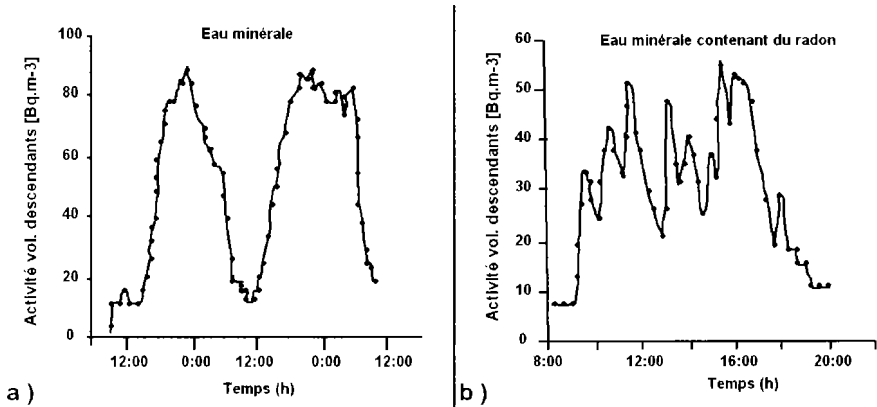 Eau minérale
Activité vol. descendants [Bq.m-3]
100
80
60
40
20
0
12:00 0:00 12:00 0:00 12:00
Temps (h)
a )
Eau minérale contenant du radon
Activité vol. descendants [Bq.m-3]
60
50
40
30
20
10
0
8:00 12:00 16:00 20:00
Temps (h)
b )